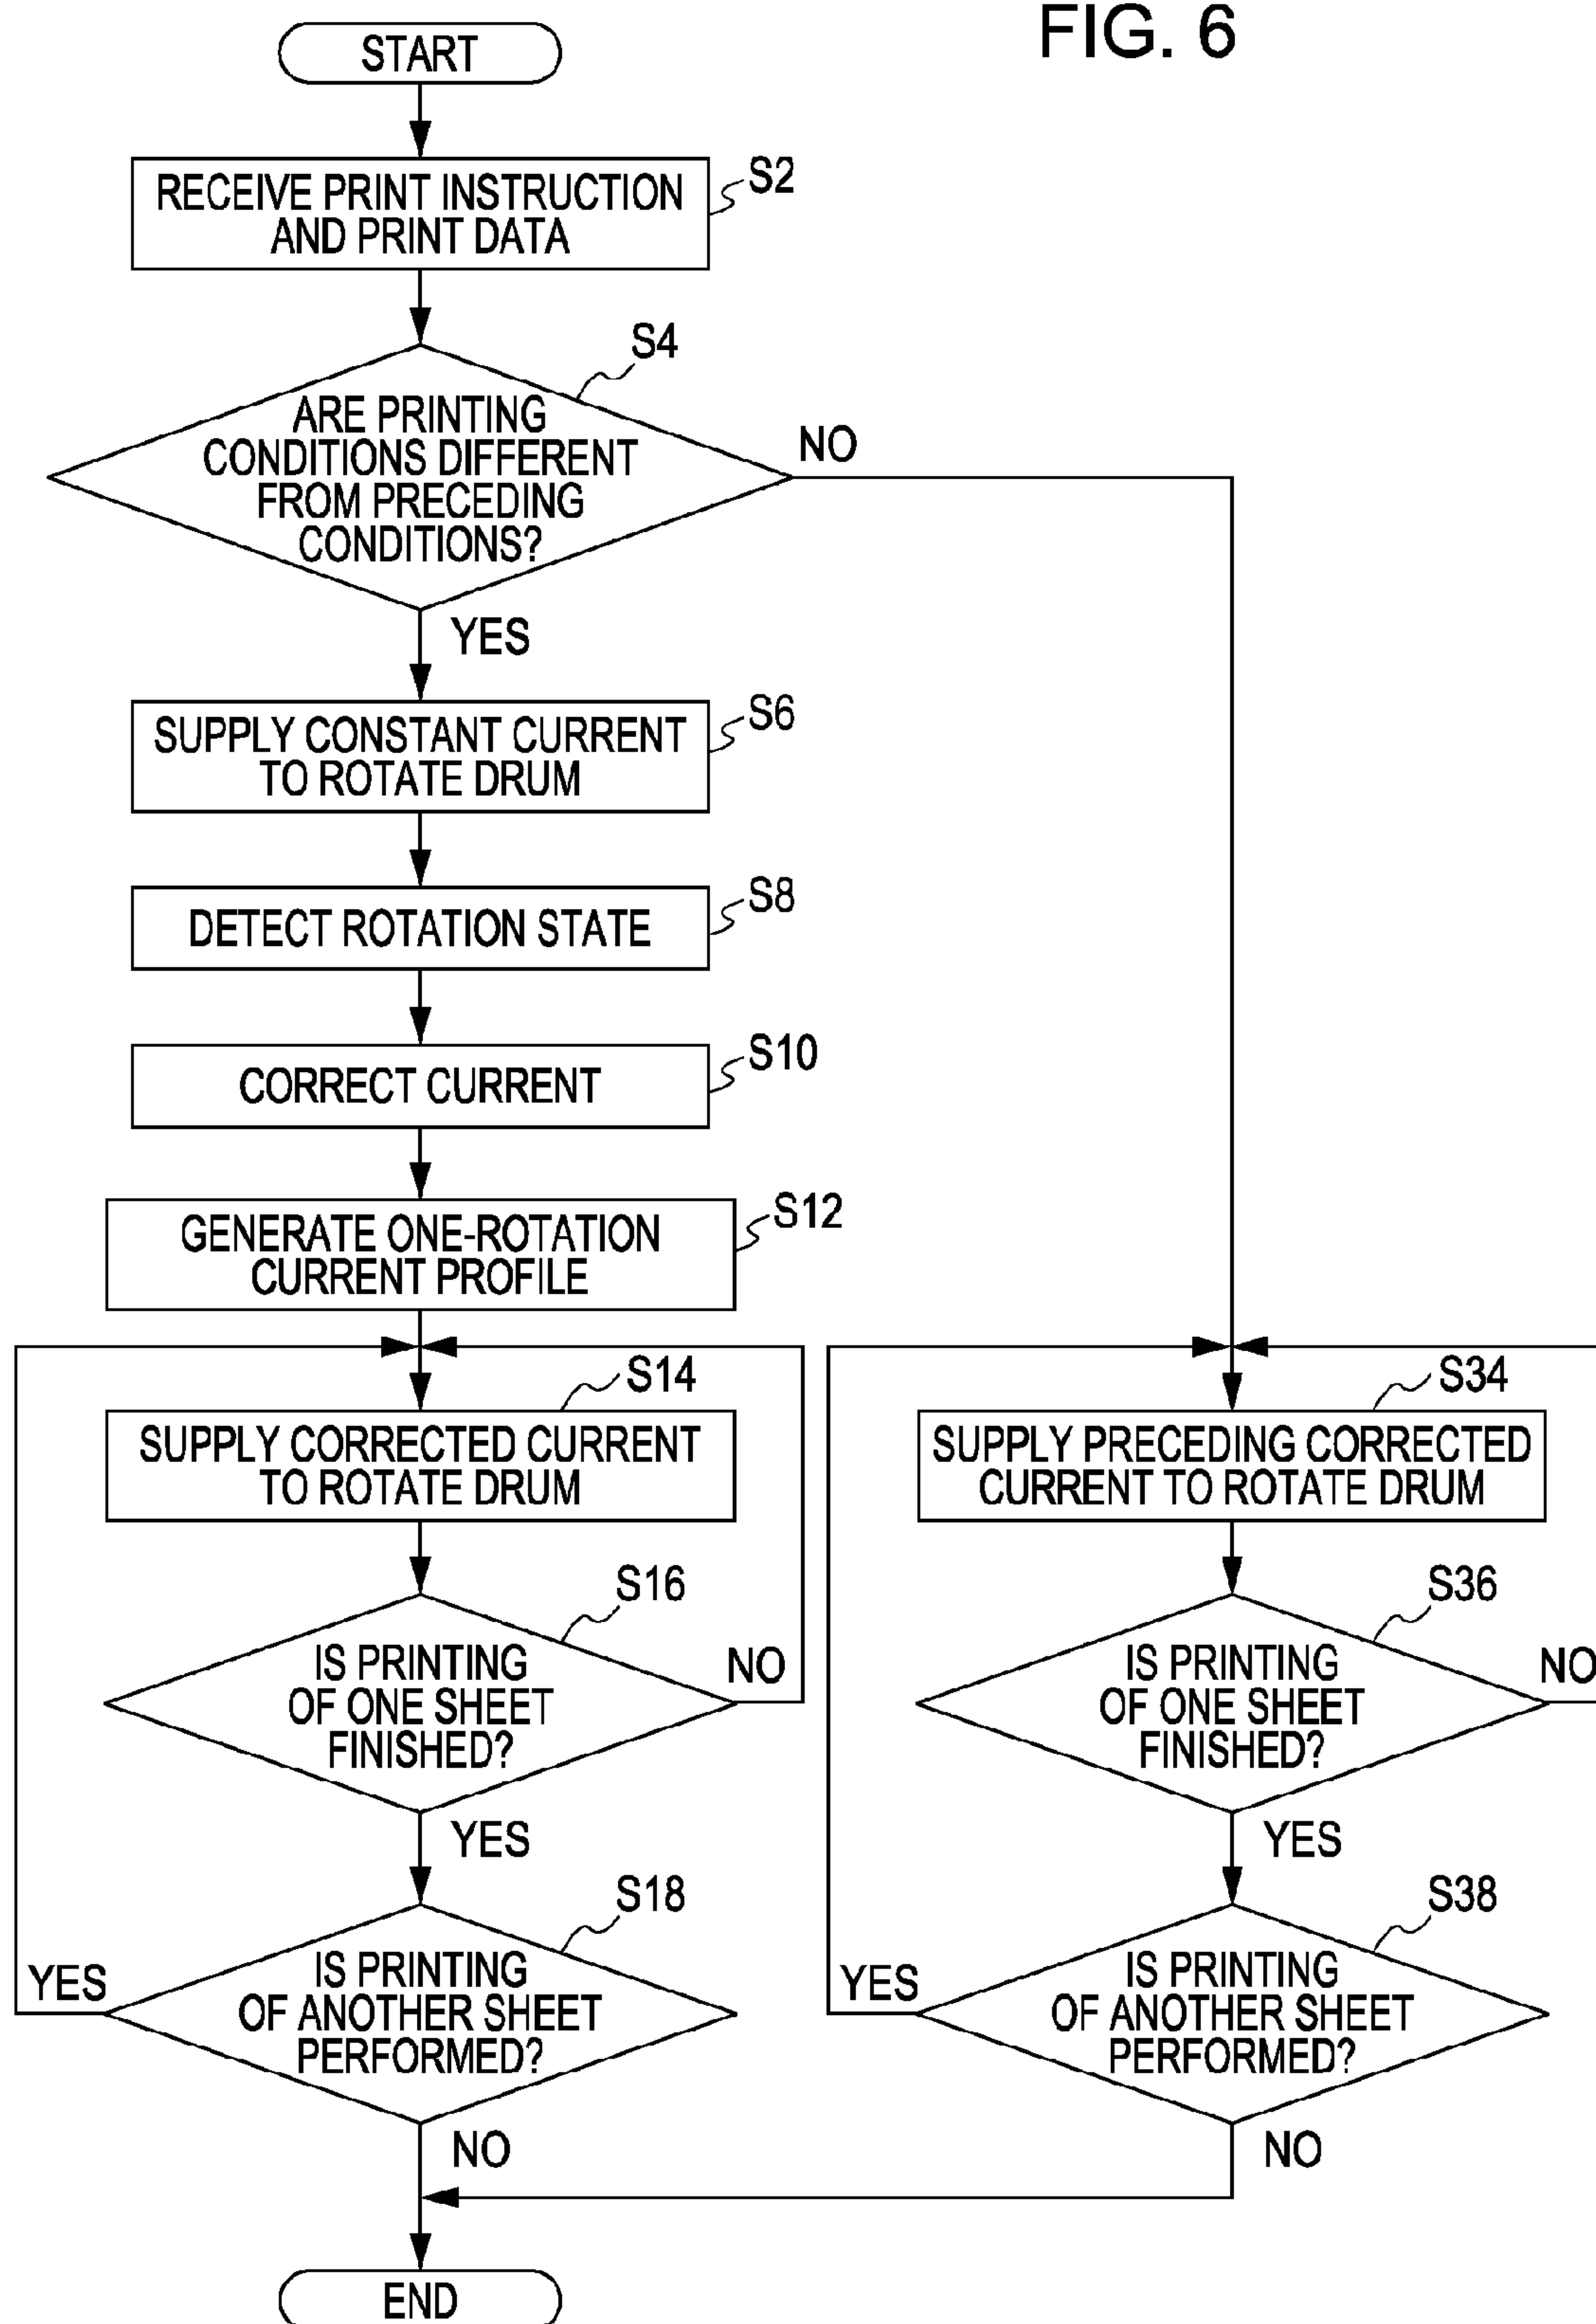 FIG. 6
START
RECEIVE PRINT INSTRUCTION
AND PRINT DATA
S2
S4
ARE PRINTING
CONDITIONS DIFFERENT
FROM PRECEDING
CONDITIONS?
NO
YES
SUPPLY CONSTANT CURRENT
TO ROTATE DRUM
S6
DETECT ROTATION STATE
S8
CORRECT CURRENT
S10
GENERATE ONE-ROTATION
CURRENT PROFILE
S12
S14
SUPPLY CORRECTED CURRENT
TO ROTATE DRUM
S16
IS PRINTING
OF ONE SHEET
FINISHED?
NO
YES
S18
IS PRINTING
OF ANOTHER SHEET
PERFORMED?
YES
NO
S34
SUPPLY PRECEDING CORRECTED
CURRENT TO ROTATE DRUM
S36
IS PRINTING
OF ONE SHEET
FINISHED?
NO
YES
S38
IS PRINTING
OF ANOTHER SHEET
PERFORMED?
YES
NO
END